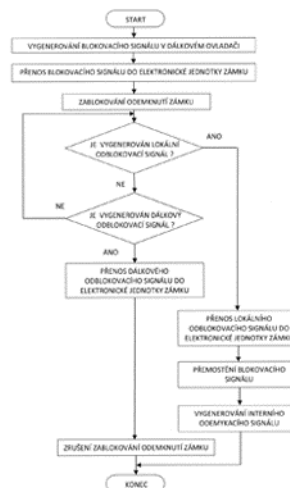 START
VYGENEROVÁNÍ BLOKOVACÍHO SIGNÁLU V DÁLKOVÉM OVLADAČI
PŘENOS BLOKOVACÍHO SIGNÁLU DO ELEKTRONICKÉ JEDNOTKY ZÁMKU
ZABLOKOVÁNÍ ODEMKNUTÍ ZÁMKU
JE VYGENEROVÁN LOKÁLNÍ
ODBLOKOVACÍ SIGNÁL ?
ANO
NE
JE VYGENEROVÁN DÁLKOVÝ
ODBLOKOVACÍ SIGNÁL ?
NE
ANO
PŘENOS DÁLKOVÉHO
ODBLOKOVACÍHO SIGNÁLU DO
ELEKTRONICKÉ JEDNOTKY ZÁMKU
PŘENOS LOKÁLNÍHO
ODBLOKOVACÍHO SIGNÁLU DO
ELEKTRONICKÉ JEDNOTKY ZÁMKU
PŘEMOSTĚNÍ BLOKOVACÍHO
SIGNÁLU
VYGENEROVÁNÍ INTERNÍHO
ODEMYKACÍHO SIGNÁLU
ZRUŠENÍ ZABLOKOVÁNÍ ODEMKNUTÍ ZÁMKU
KONEC